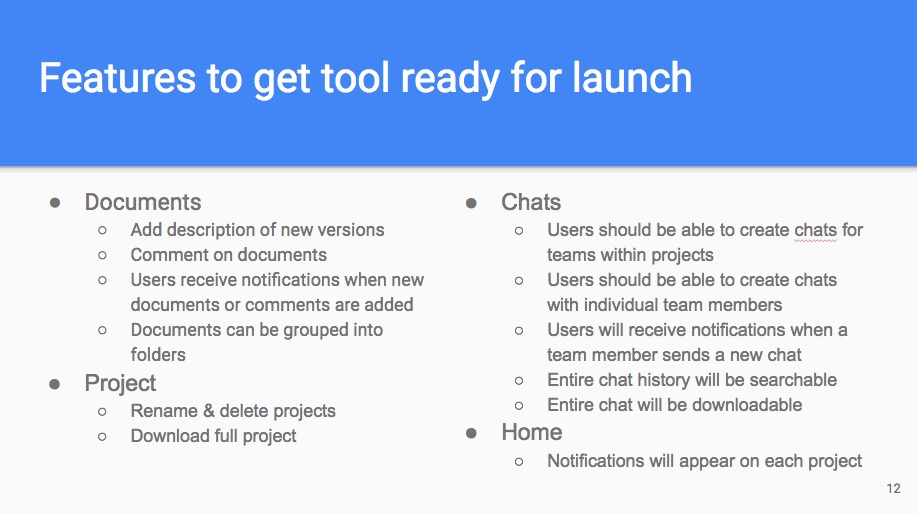 Features to get tool ready for launch
● Documents
○ Add description of new versions
○ Comment on documents
○ Users receive notifications when new
documents or comments are added
○ Documents can be grouped into
folders
● Project
○ Rename & delete projects
○ Download full project
● Chats
○ Users should be able to create chats for
teams within projects
○ Users should be able to create chats
with individual team members
○ Users will receive notifications when a
team member sends a new chat
○ Entire chat history will be searchable
○ Entire chat will be downloadable
● Home
○ Notifications will appear on each project
12